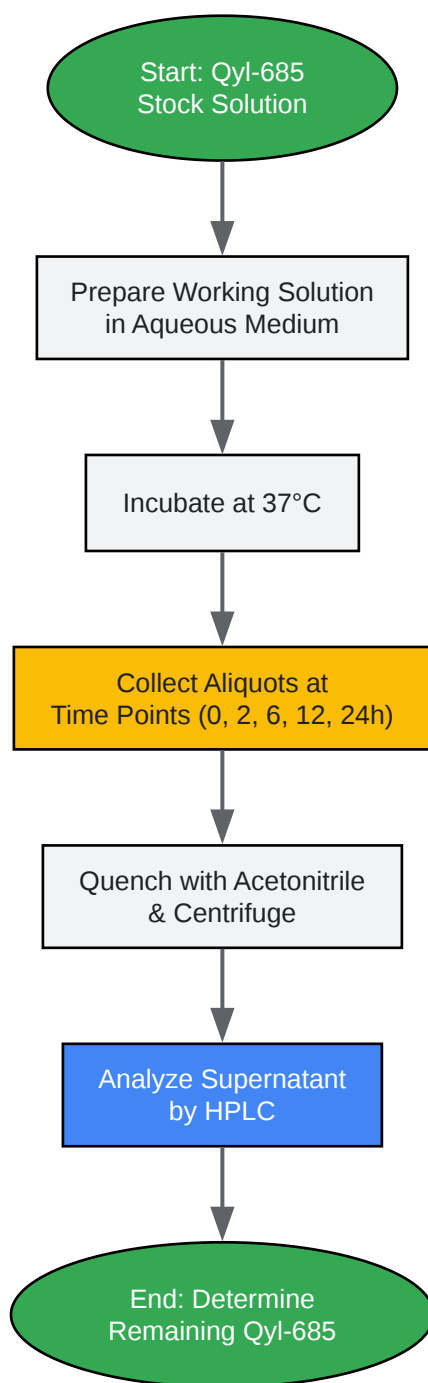 Start: Qyl-685
Stock Solution
Prepare Working Solution
in Aqueous Medium
Incubate at 37°C
Collect Aliquots at
Time Points (0, 2, 6, 12, 24h)
Quench with Acetonitrile
& Centrifuge
Analyze Supernatant
by HPLC
End: Determine
Remaining Qyl-685